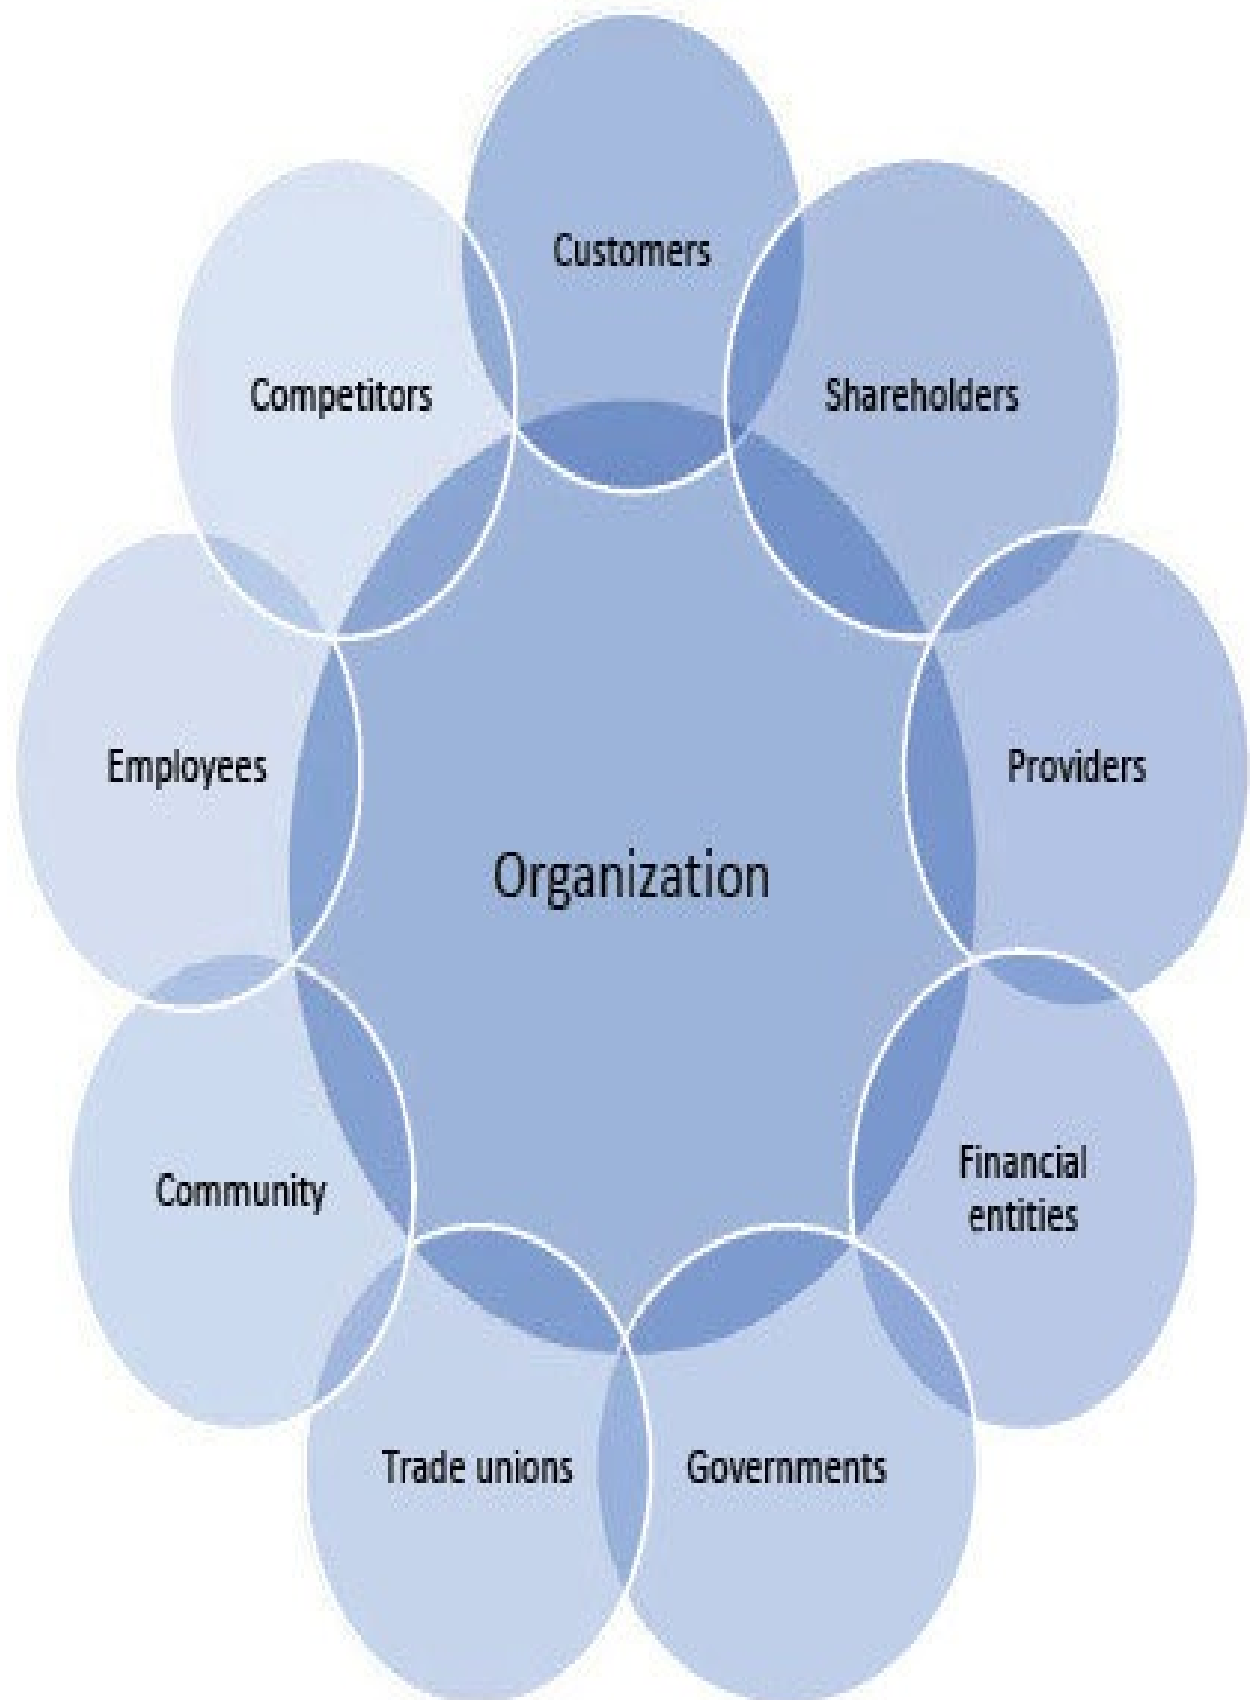 Customers
Competitors
Shareholders
Employees
Providers
Organization
Community
Financial
entities
Trade unions
Governments